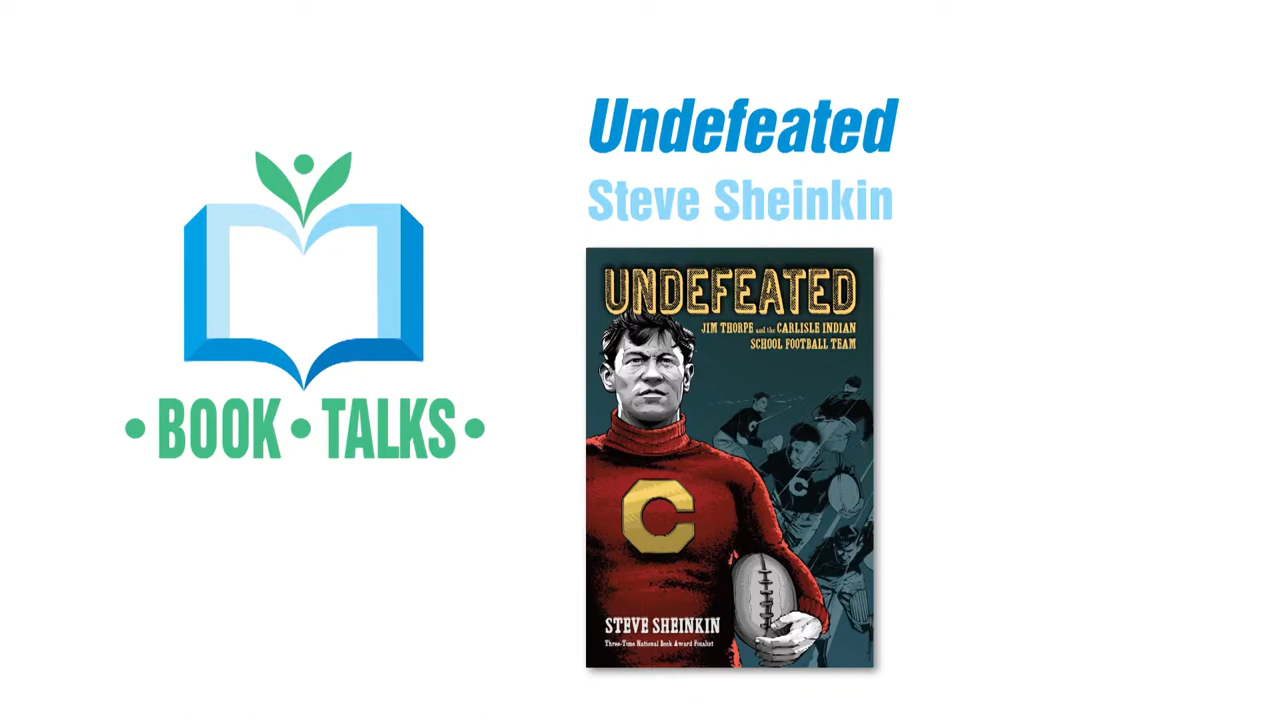 • BOOK • TALKS •
Undefeated
Steve Sheinkin
UNDEFEATED
JIM THORPE and the CARLISLE INDIAN
SCHOOL FOOTBALL TEAM
C
C
STEVE SHEINKIN
Three-Time National Book Award Finalist